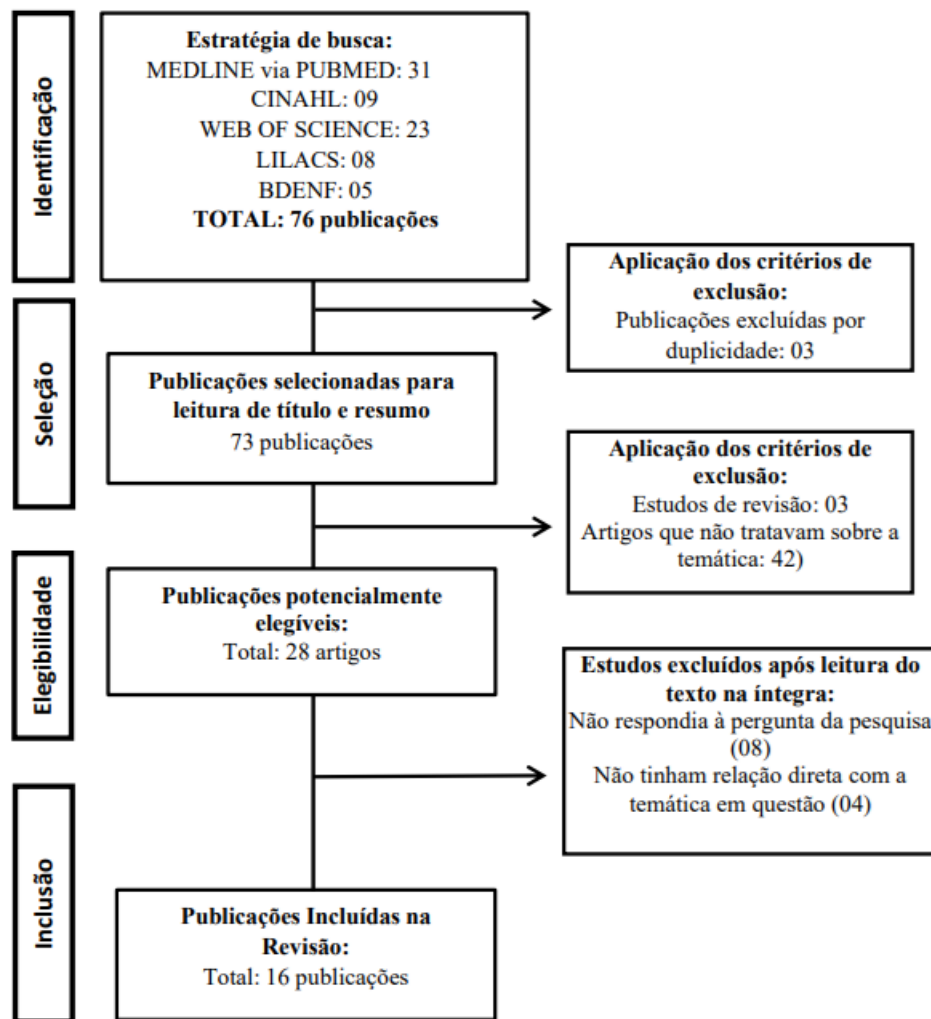 Identificação
Estratégia de busca:
MEDLINE via PUBMED: 31
CINAHL: 09
WEB OF SCIENCE: 23
LILACS: 08
BDENF: 05
TOTAL: 76 publicações
Aplicação dos critérios de
exclusão:
Publicações excluídas por
duplicidade: 03
Seleção
Publicações selecionadas para
leitura de título e resumo
73 publicações
Aplicação dos critérios de
exclusão:
Estudos de revisão: 03
Artigos que não tratavam sobre a
temática: 42)
Elegibilidade
Publicações potencialmente
elegíveis:
Total: 28 artigos
Estudos excluídos após leitura do
texto na íntegra:
Não respondia à pergunta da pesquisa
(08)
Não tinham relação direta com a
temática em questão (04)
Inclusão
Publicações Incluídas na
Revisão:
Total: 16 publicações